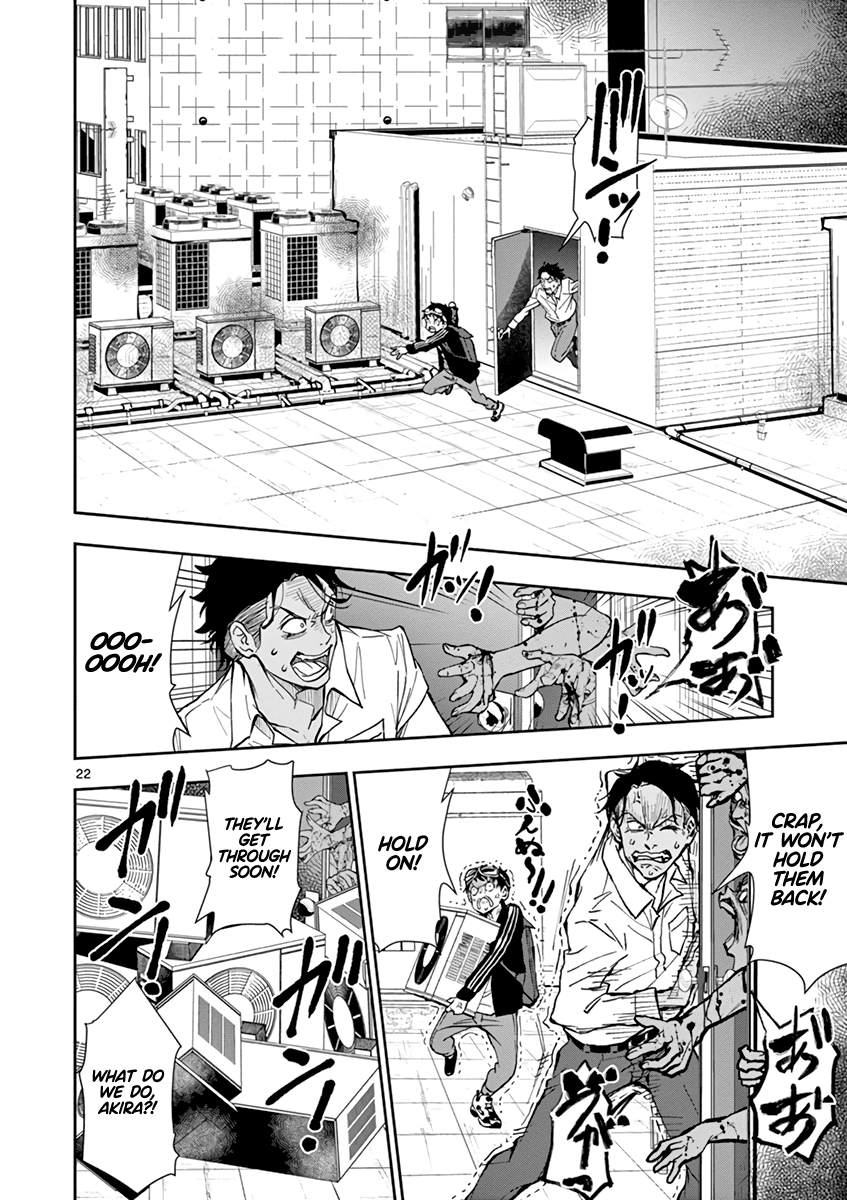 バンッ!!
あ゛
あ゛
ガッ!
ガッ!
OOO-
OOOH!
22
CRAP,
IT WON'T
HOLD
THEM
BACK!
あ゛
あ゛
ふんぬ〜!!!
HOLD
ON!
THEY'LL
GET
THROUGH
SOON!
ガン!
ガン!
WHAT DO
WE DO,
AKIRA?!